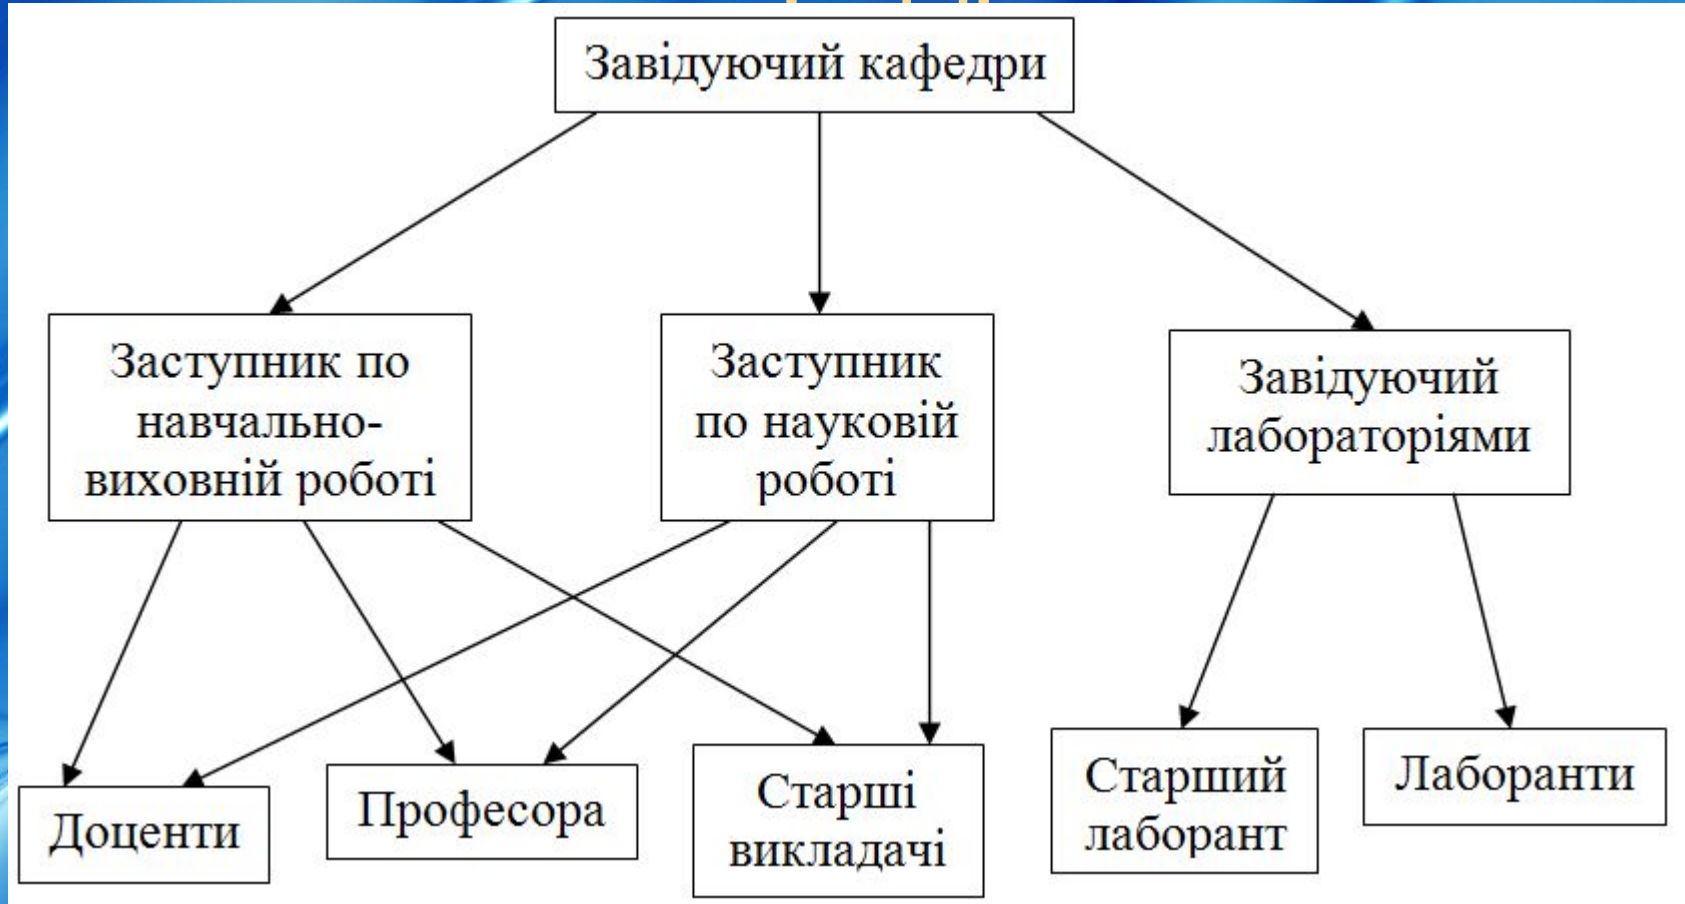 Завідуючий кафедри
Заступник по
навчально-
виховній роботі
Заступник
по науковій
роботі
Завідуючий
лабораторіями
Доценти
Професора
Старші
викладачі
Старший
лаборант
Лаборанти